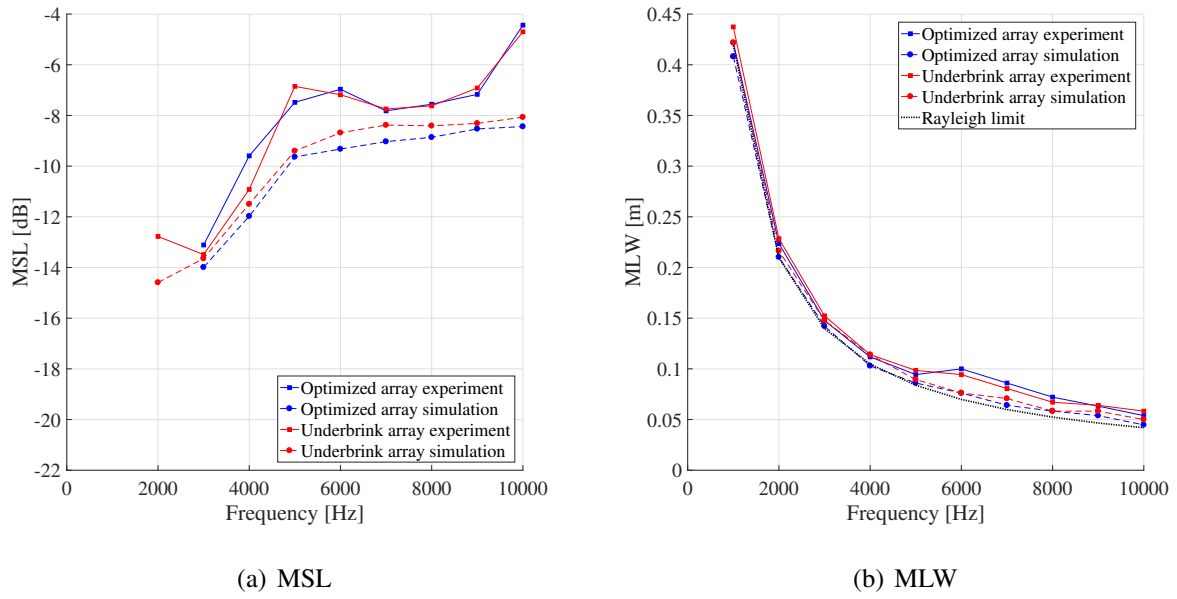 -4
-6
-8
-10
-12
-14
-16
-18
-20
-22
MSL [dB]
Optimized array experiment
Optimized array simulation
Underbrink array experiment
Underbrink array simulation
0 2000 4000 6000 8000 10000
Frequency [Hz]
(a) MSL
0.45
0.4
0.35
0.3
0.25
0.2
0.15
0.1
0.05
0
MLW [m]
Optimized array experiment
Optimized array simulation
Underbrink array experiment
Underbrink array simulation
Rayleigh limit
0 2000 4000 6000 8000 10000
Frequency [Hz]
(b) MLW